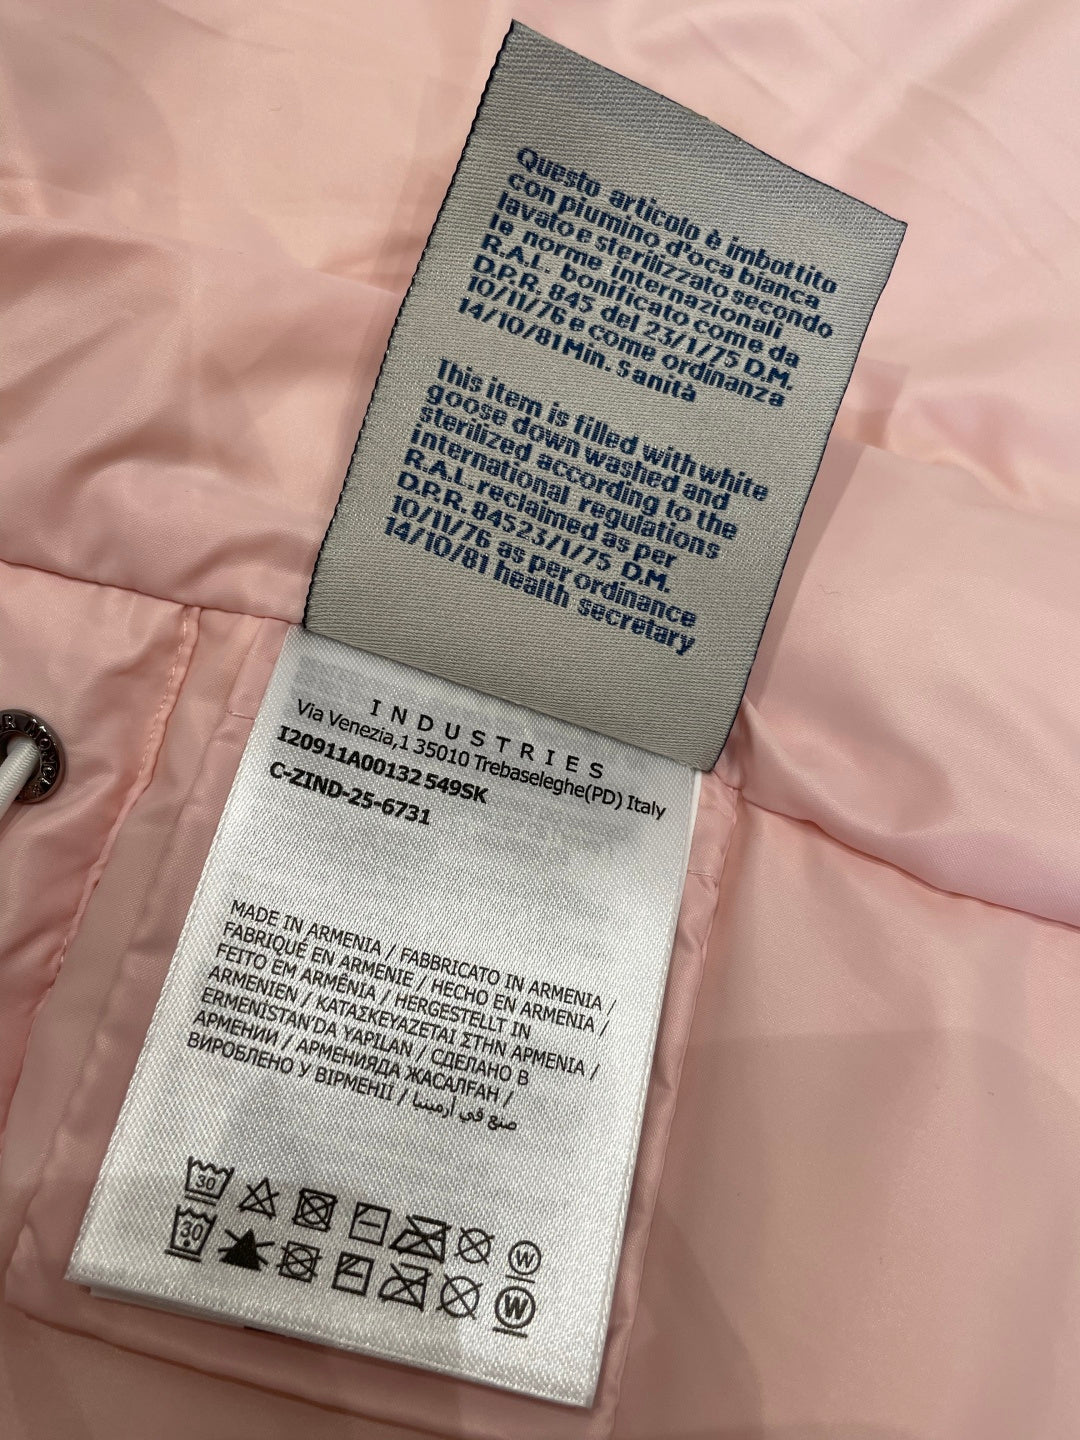 Questo articolo è imbottito
con piumino d'oca bianca
lavato e sterilizzato secondo
le norme internazionali
R.A.L. bonificato come da
D.P.R. 845 del 23/1/75 D.M.
10/11/76 e come ordinanza
14/10/81 Min. Sanità
This item is filled with white
goose down washed and
sterilized according to the
international regulations
R.A.L. reclaimed as per
D.P.R. 84523/1/75 D.M.
10/11/76 as per ordinance
14/10/81 health secretary
INDUSTRIES
Via Venezia,1 35010 Trebaseleghe(PD) Italy
I20911A00132 549SK
C-ZIND-25-6731
MADE IN ARMENIA / FABBRICATO IN ARMENIA /
FABRIQUÉ EN ARMENIE / HECHO EN ARMENIA /
FEITO EM ARMÊNIA / HERGESTELLT IN
ARMENIEN / ΚΑΤΑΣΚΕΥΑΖΕΤΑΙ ΣΤΗΝ ΑΡΜΕΝΙΑ /
ERMENISTAN'DA YAPILAN / СДЕЛАНО В
АРМЕНИИ / АРМЕНИЯДА ЖАСАЛҒАН /
ВИРОБЛЕНО У ВІРМЕНІЇ / صنع في أرمينيا
30
W
30
W